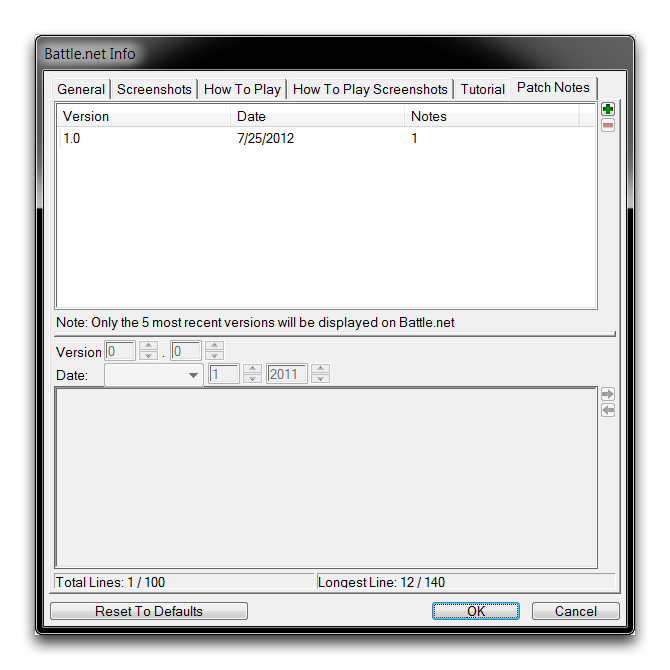 Battle.net Info
General Screenshots How To Play How To Play Screenshots Tutorial Patch Notes
Version Date Notes
1.0 7/25/2012 1
Note: Only the 5 most recent versions will be displayed on Battle.net
Version 0 . 0
Date: 1 2011
Total Lines: 1 / 100 Longest Line: 12 / 140
Reset To Defaults OK Cancel